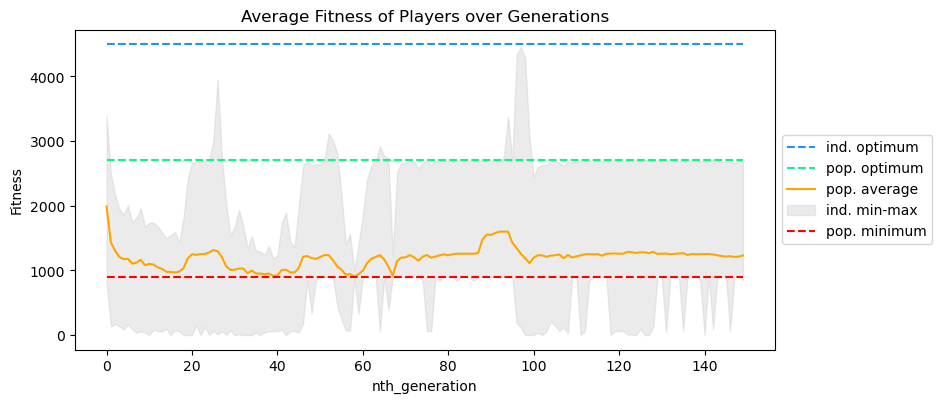 Average Fitness of Players over Generations
Fitness
4000
3000
2000
1000
0
0 20 40 60 80 100 120 140
nth_generation
ind. optimum
pop. optimum
pop. average
ind. min-max
pop. minimum